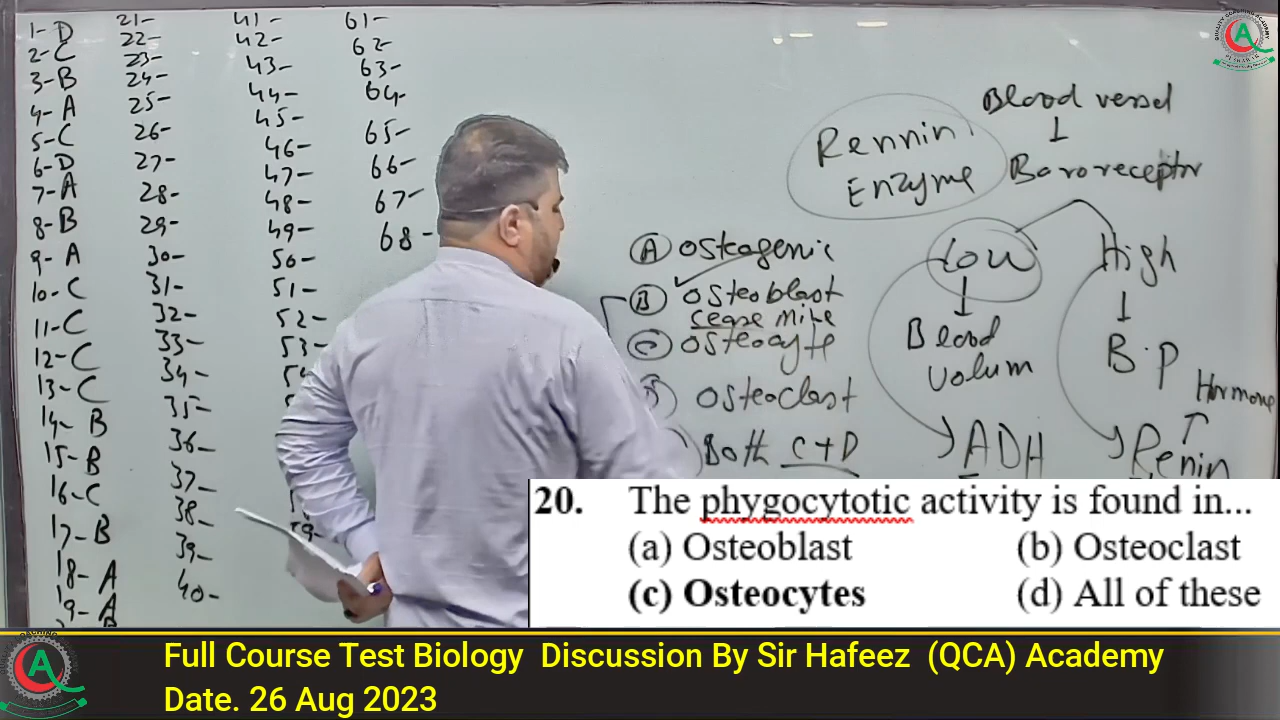 1- D
2- C
3- B
4- A
5- C
6- D
7- A
8- B
9- A
10- C
11- C
12- C
13- C
14- B
15- B
16- C
17- B
18- A
19- A
21-
22-
23-
24-
25-
26-
27-
28-
29-
30-
31-
32-
33-
34-
35-
36-
37-
38-
39-
40-
41-
42-
43-
44-
45-
46-
47-
48-
49-
50-
51-
52-
53-
61-
62-
63-
64-
65-
66-
67-
68-
Rennin
Enzyme
Blood vessel
Baroreceptor
Low
High
Blood
volum
B.P
Hormone
ADH
Renin
A osteogenic
B osteoblast
C osteocyte
osteoclast
Both C+D
20. The phygocytotic activity is found in...
(a) Osteoblast (b) Osteoclast
(c) Osteocytes (d) All of these
Full Course Test Biology Discussion By Sir Hafeez (QCA) Academy
Date. 26 Aug 2023